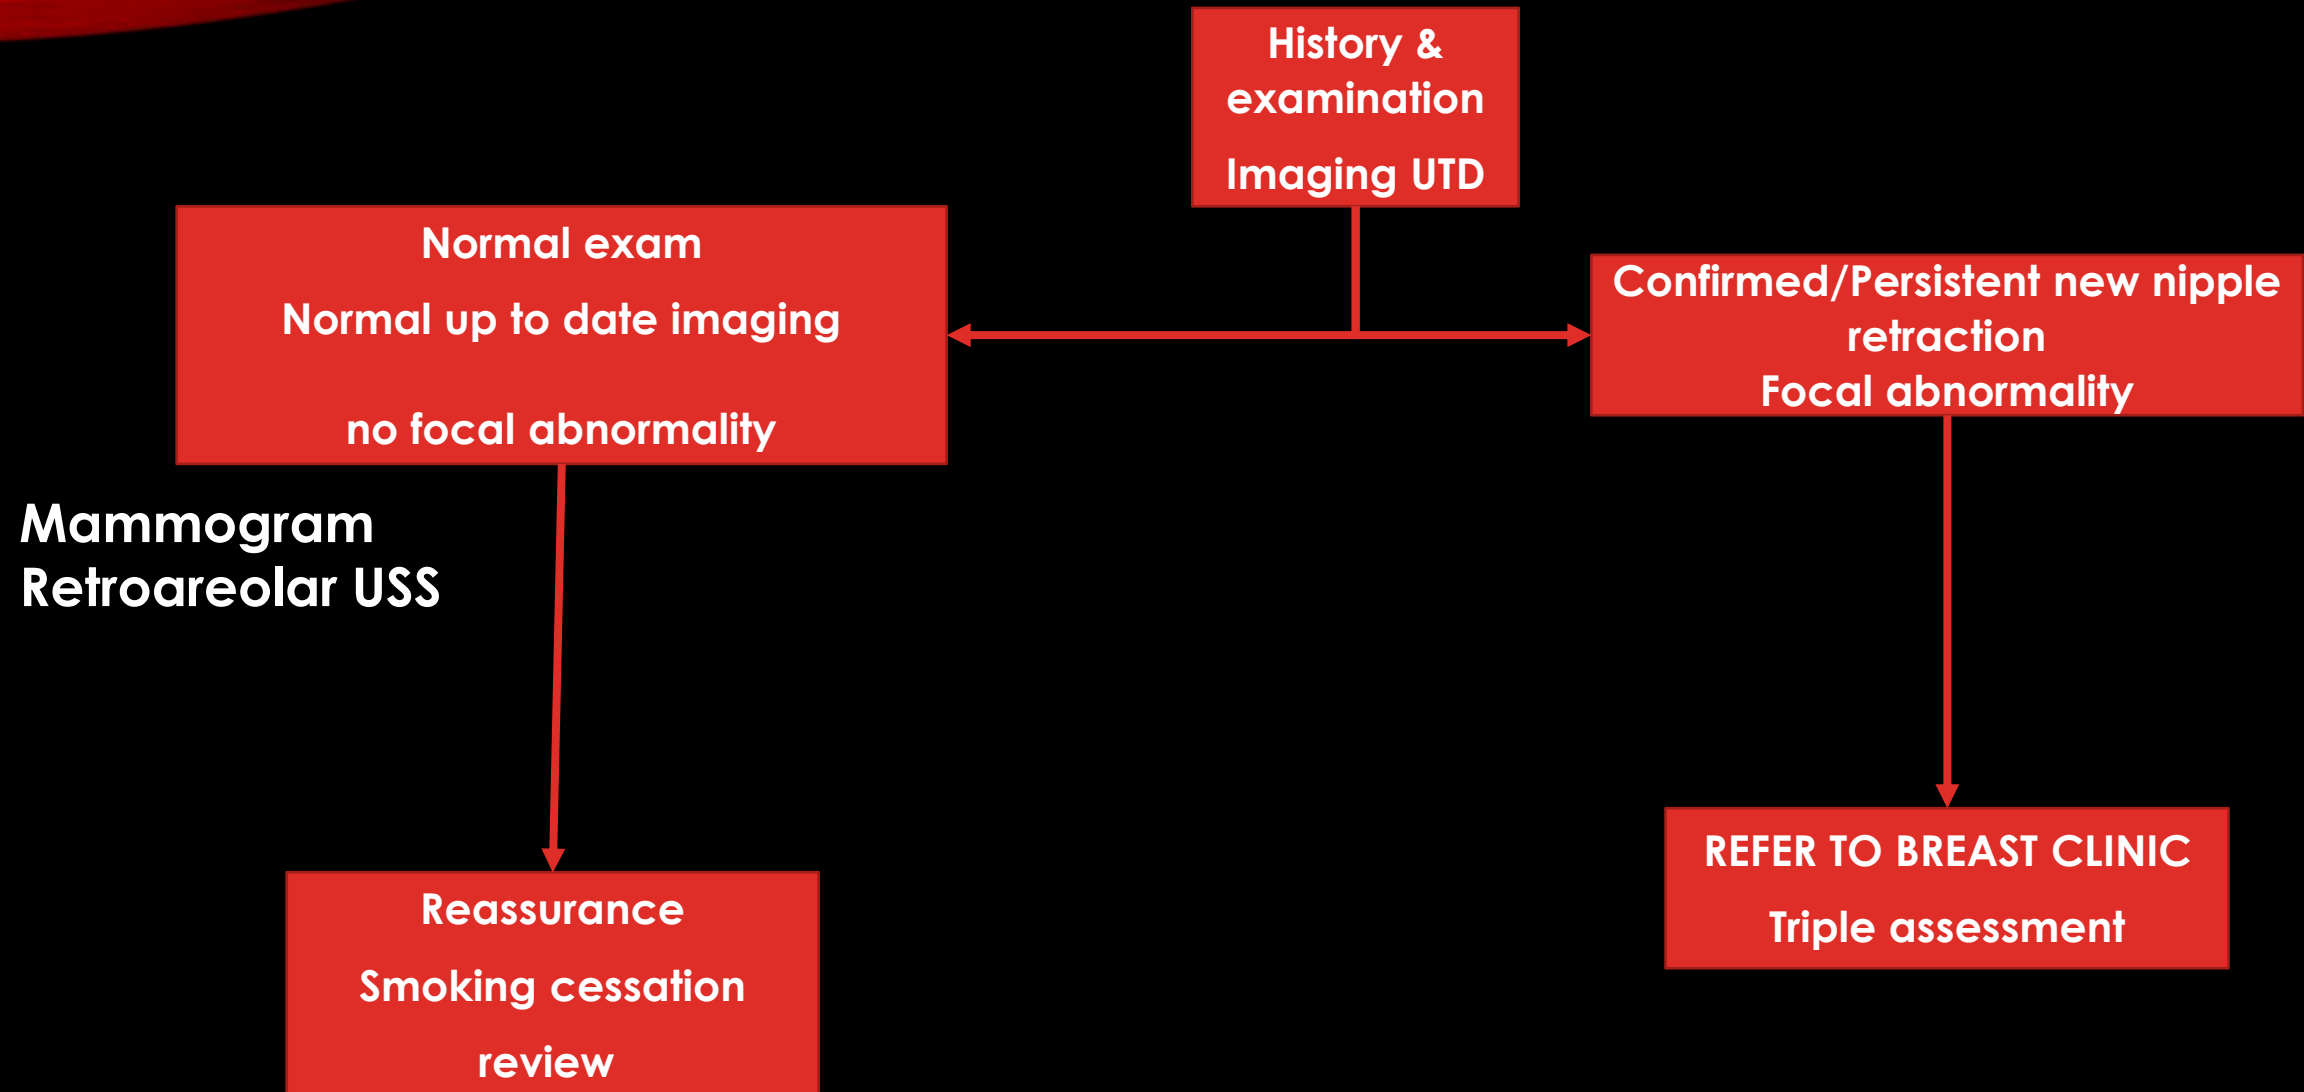 History &
examination
Imaging UTD
Normal exam
Normal up to date imaging
no focal abnormality
Confirmed/Persistent new nipple
retraction
Focal abnormality
Mammogram
Retroareolar USS
Reassurance
Smoking cessation
review
REFER TO BREAST CLINIC
Triple assessment